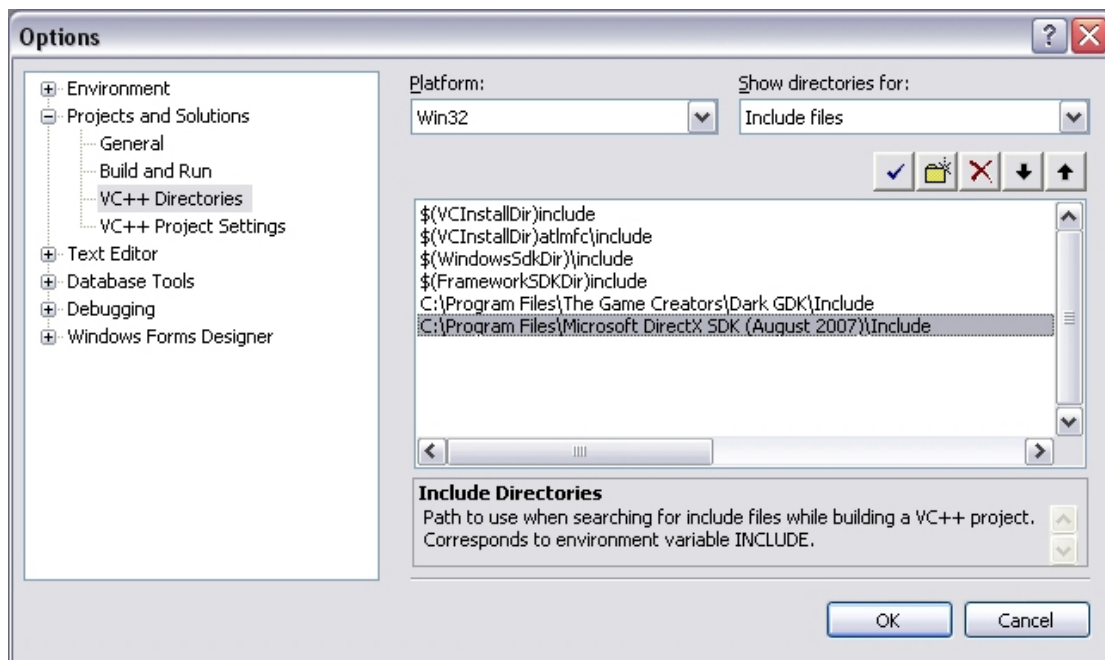 Options
Environment
Projects and Solutions
General
Build and Run
VC++ Directories
VC++ Project Settings
Text Editor
Database Tools
Debugging
Windows Forms Designer
Platform:
Win32
Show directories for:
Include files
$(VCInstallDir)include
$(VCInstallDir)atlmfc\include
$(WindowsSdkDir)\include
$(FrameworkSDKDir)include
C:\Program Files\The Game Creators\Dark GDK\Include
C:\Program Files\Microsoft DirectX SDK (August 2007)\Include
Include Directories
Path to use when searching for include files while building a VC++ project.
Corresponds to environment variable INCLUDE.
OK
Cancel